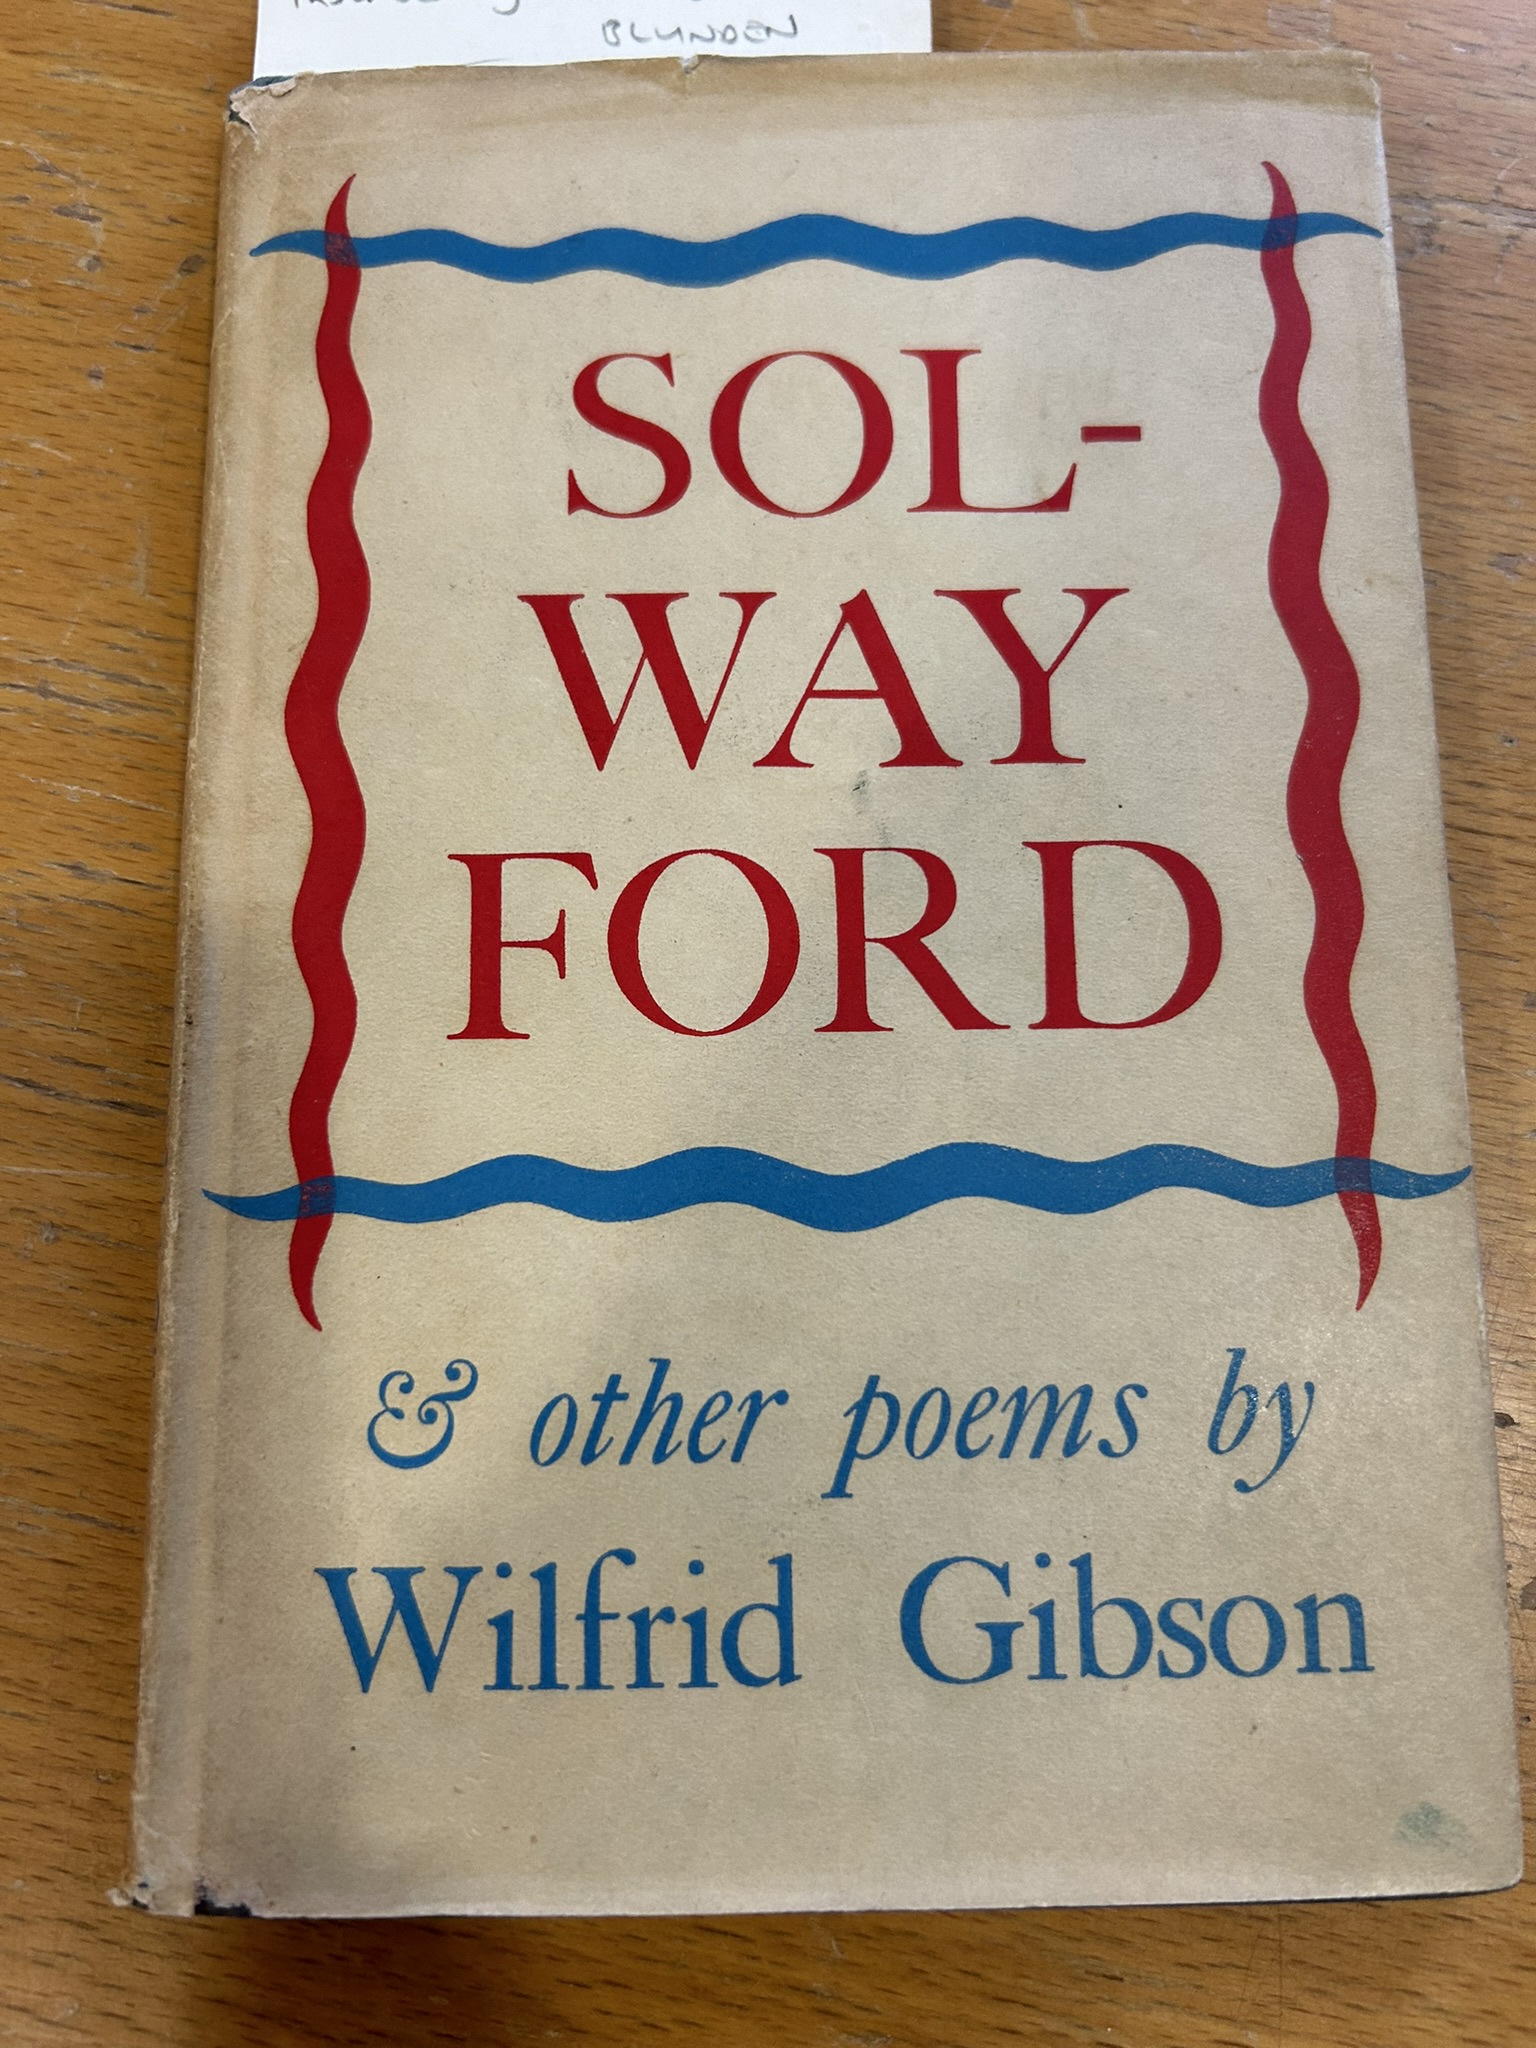 BLUNDEN
SOL-
WAY
FORD
& other poems by
Wilfrid Gibson